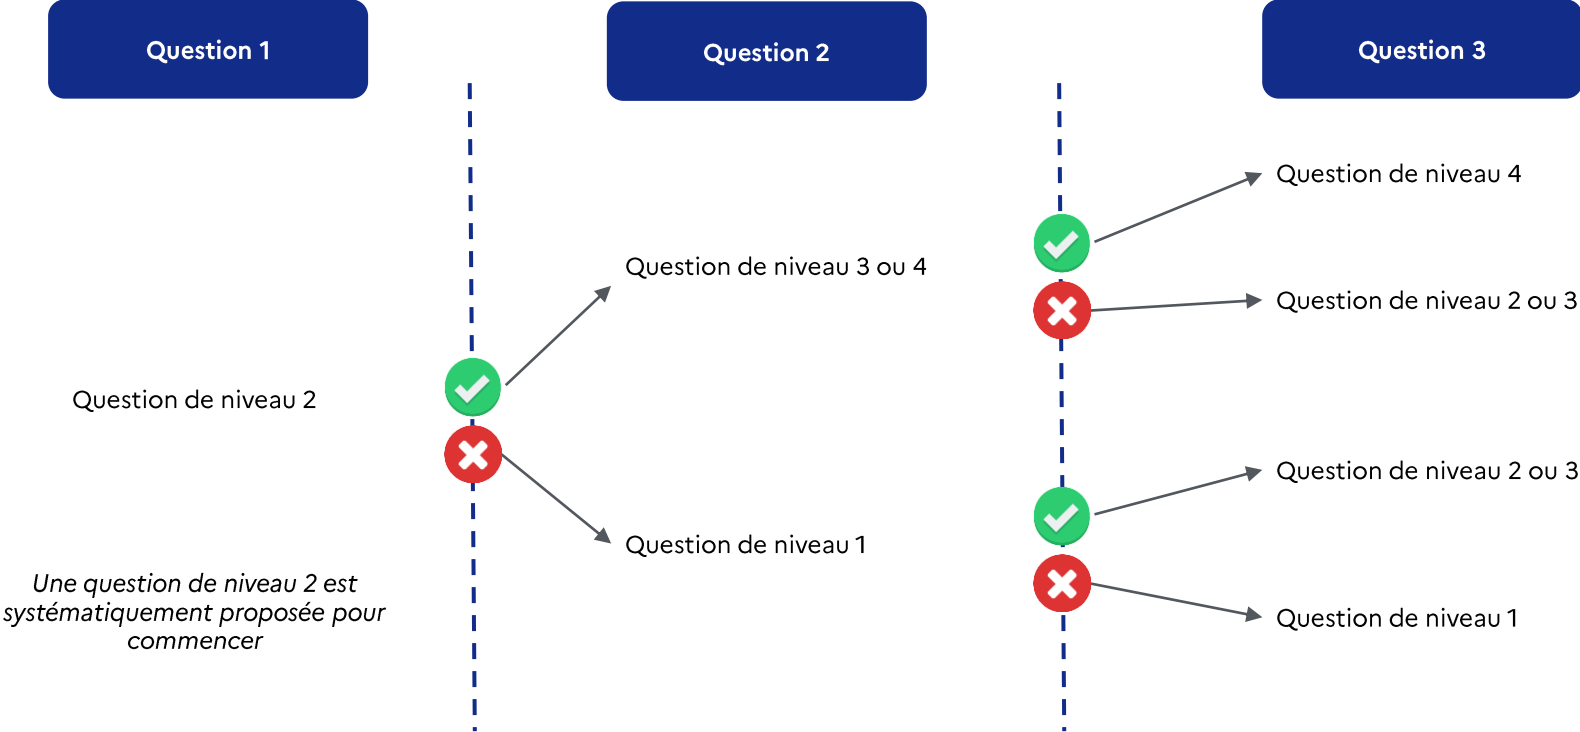 Question 1
Question 2
Question 3
Question de niveau 2
Une question de niveau 2 est
systématiquement proposée pour
commencer
Question de niveau 3 ou 4
Question de niveau 1
Question de niveau 4
Question de niveau 2 ou 3
Question de niveau 2 ou 3
Question de niveau 1